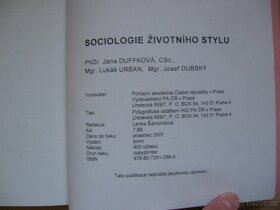 SOCIOLOGIE ŽIVOTNÍHO STYLU
PhDr. Jana DUFFKOVÁ, CSc.,
Mgr. Lukáš URBAN, Mgr. Josef DUBSKÝ
Vydavatel: Policejní akademie České republiky v Praze
Vydavatelství PA ČR v Praze
Lhotecká 559/7, P. O. BOX 54, 143 01 Praha 4
Tisk: Polygrafické oddělení PA ČR v Praze
Lhotecká 559/7, P. O. BOX 54, 143 01 Praha 4
Redakce: Lenka Šamonilová
AA: 7,88
Dáno do tisku: prosinec 2007
Vydání: první
Náklad: 400 výtisků
Druh tisku: copyprinter
ISBN: 978-80-7251-266-9
Tato publikace neprošla jazykovou úpravou.